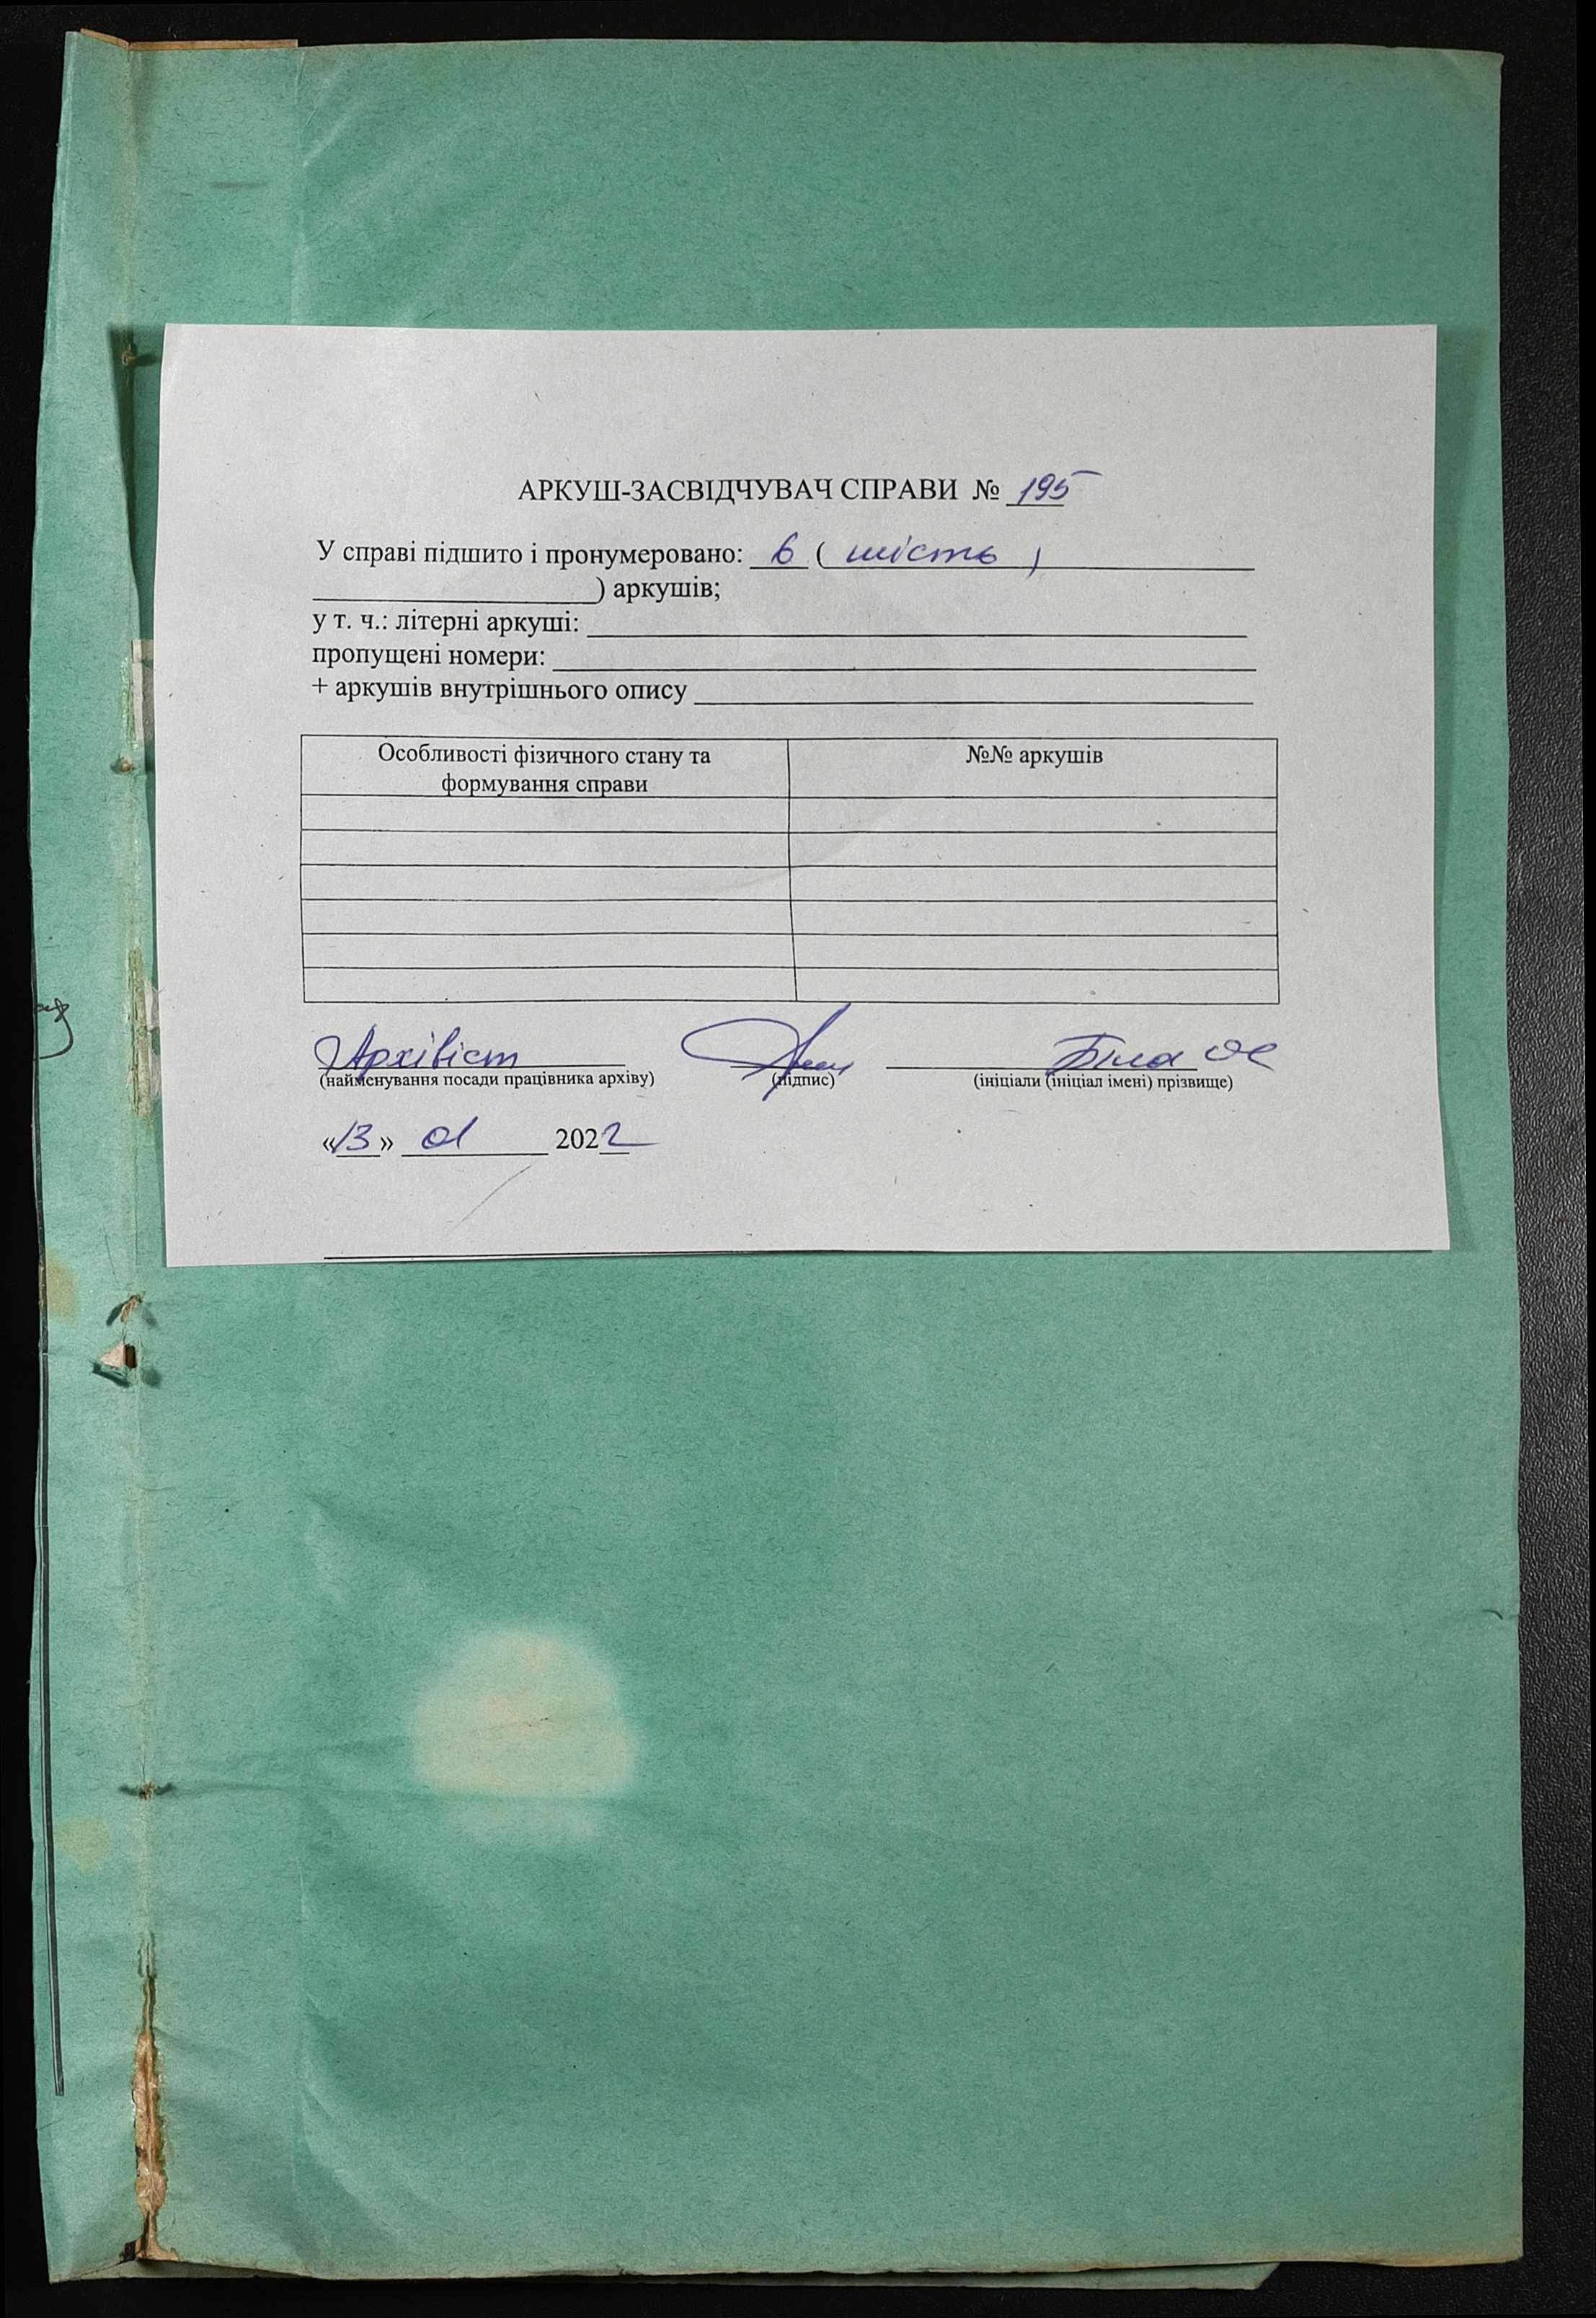 АРКУШ-ЗАСВІДЧУВАЧ СПРАВИ № 195
У справі підшито і пронумеровано: 6 ( шість )
) аркушів;
у т. ч.: літерні аркуші:
пропущені номери:
+ аркушів внутрішнього опису
Особливості фізичного стану та формування справи
№№ аркушів
Архівіст Біла ОЄ
(найменування посади працівника архіву) (підпис) (ініціали (ініціал імені) прізвище)
«13» 01 2022